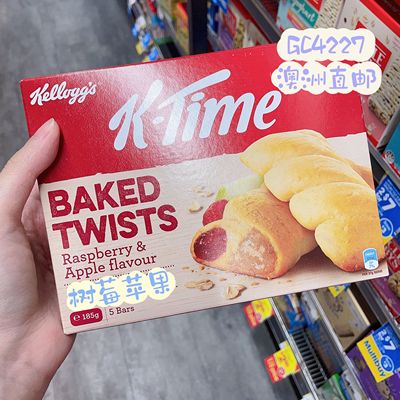 GC4227
澳洲直邮
Kellogg's
K-Time
BAKED
TWISTS
Raspberry &
Apple flavour
树莓苹果
e 185g
5 Bars
Multibuy